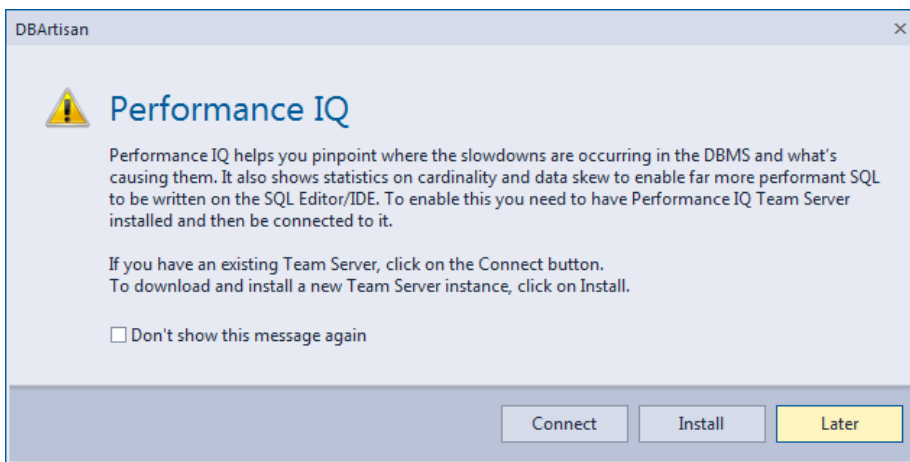 DBArtisan
Performance IQ
Performance IQ helps you pinpoint where the slowdowns are occurring in the DBMS and what's
causing them. It also shows statistics on cardinality and data skew to enable far more performant SQL
to be written on the SQL Editor/IDE. To enable this you need to have Performance IQ Team Server
installed and then be connected to it.
If you have an existing Team Server, click on the Connect button.
To download and install a new Team Server instance, click on Install.
Don't show this message again
Connect
Install
Later